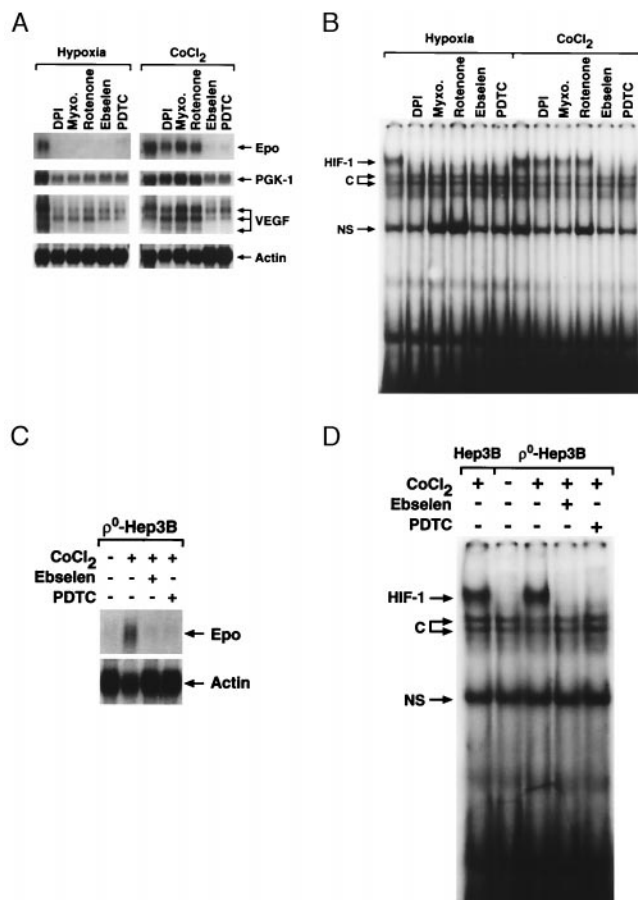 A
Hypoxia CoCl₂
DPI Myxo. Rotenone Ebselen PDTC DPI Myxo. Rotenone Ebselen PDTC
Epo
PGK-1
VEGF
Actin
B
Hypoxia CoCl₂
DPI Myxo. Rotenone Ebselen PDTC DPI Myxo. Rotenone Ebselen PDTC
HIF-1
C
NS
C
ρ⁰-Hep3B
CoCl₂ - + + +
Ebselen - - + -
PDTC - - - +
Epo
Actin
D
Hep3B ρ⁰-Hep3B
CoCl₂ + - + + +
Ebselen - - - + -
PDTC - - - - +
HIF-1
C
NS